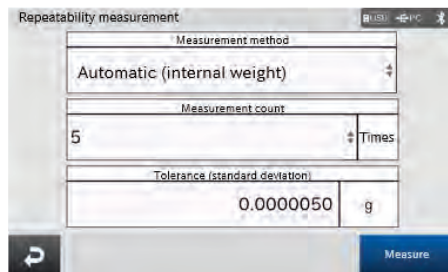 Repeatability measurement USB PC
Measurement method
Automatic (internal weight)
Measurement count
5 Times
Tolerance (standard deviation)
0.0000050 g
Measure